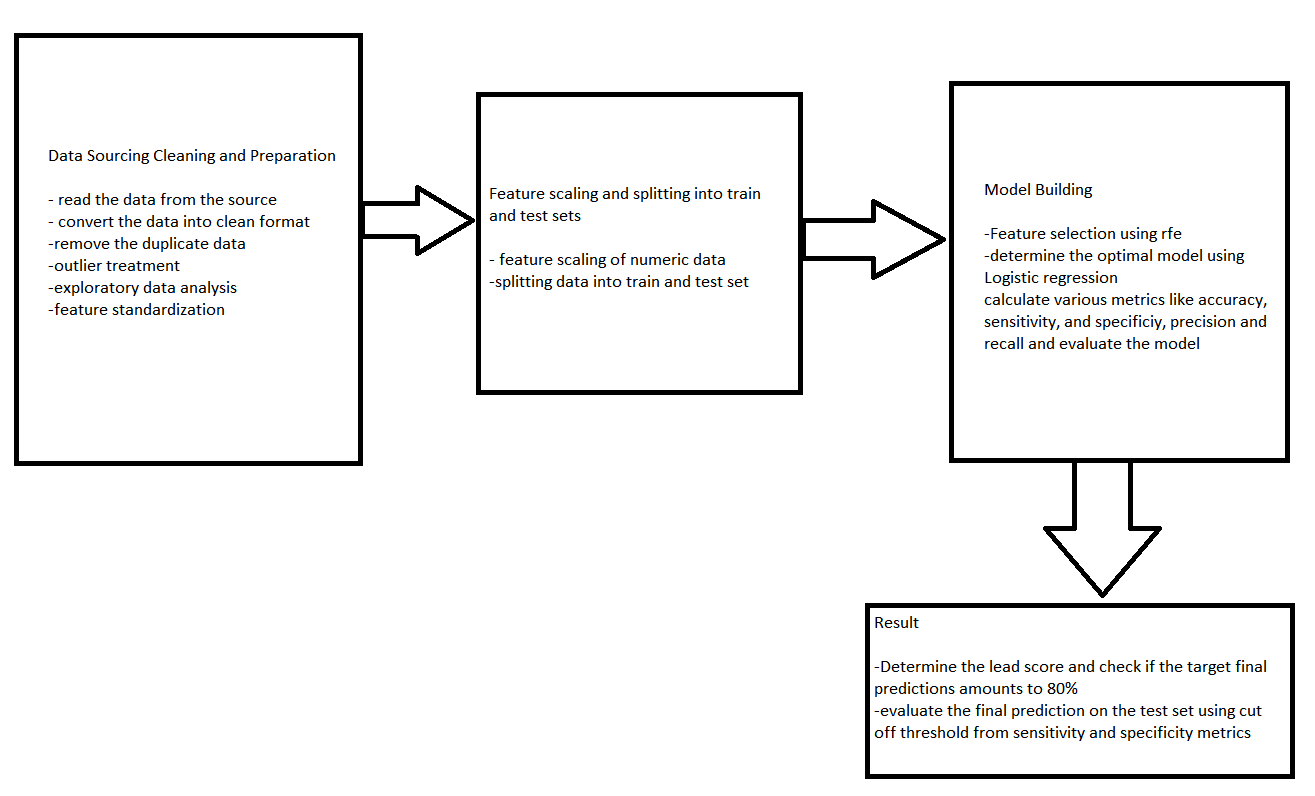 Data Sourcing Cleaning and Preparation
- read the data from the source
- convert the data into clean format
-remove the duplicate data
-outlier treatment
-exploratory data analysis
-feature standardization
Feature scaling and splitting into train
and test sets
- feature scaling of numeric data
-splitting data into train and test set
Model Building
-Feature selection using rfe
-determine the optimal model using
Logistic regression
calculate various metrics like accuracy,
sensitivity, and specificiy, precision and
recall and evaluate the model
Result
-Determine the lead score and check if the target final
predictions amounts to 80%
-evaluate the final prediction on the test set using cut
off threshold from sensitivity and specificity metrics